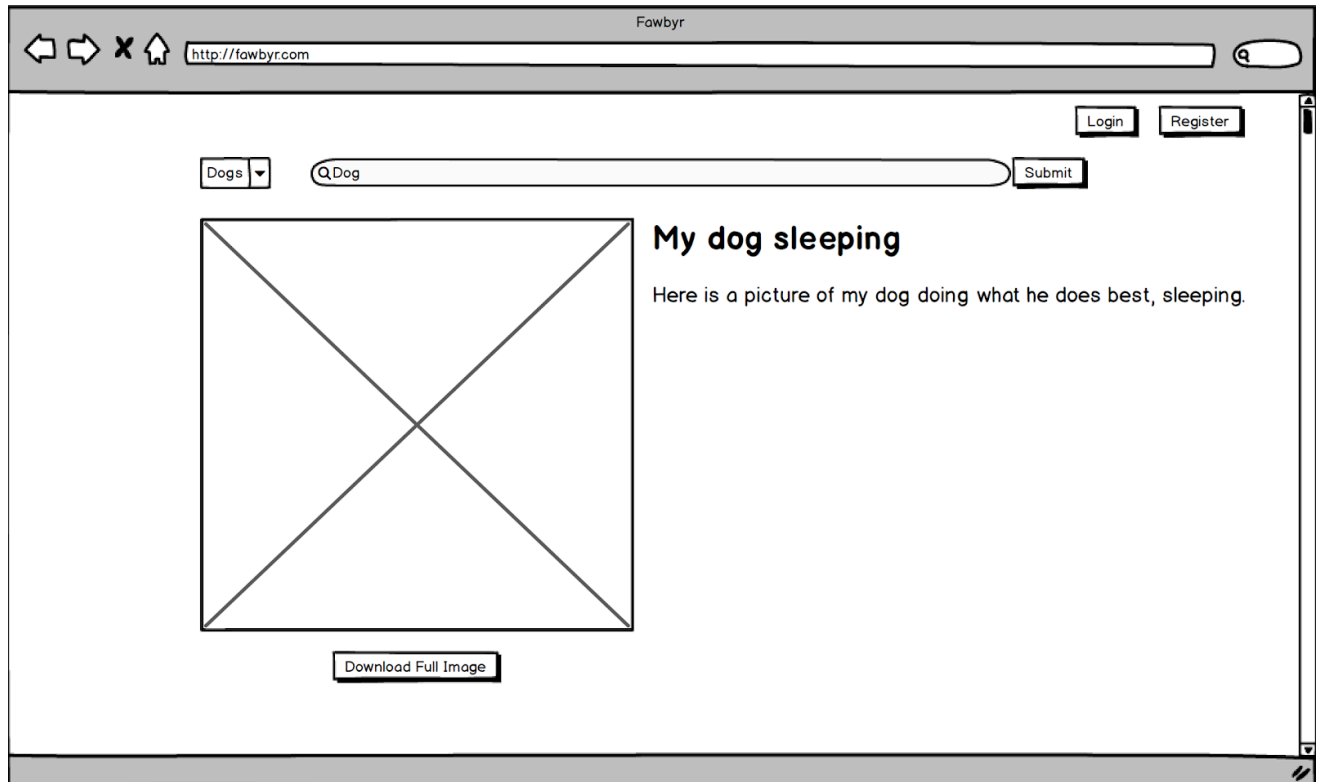 Fawbyr
http://fawbyr.com
Login Register
Dogs Dog Submit
My dog sleeping
Here is a picture of my dog doing what he does best, sleeping.
Download Full Image